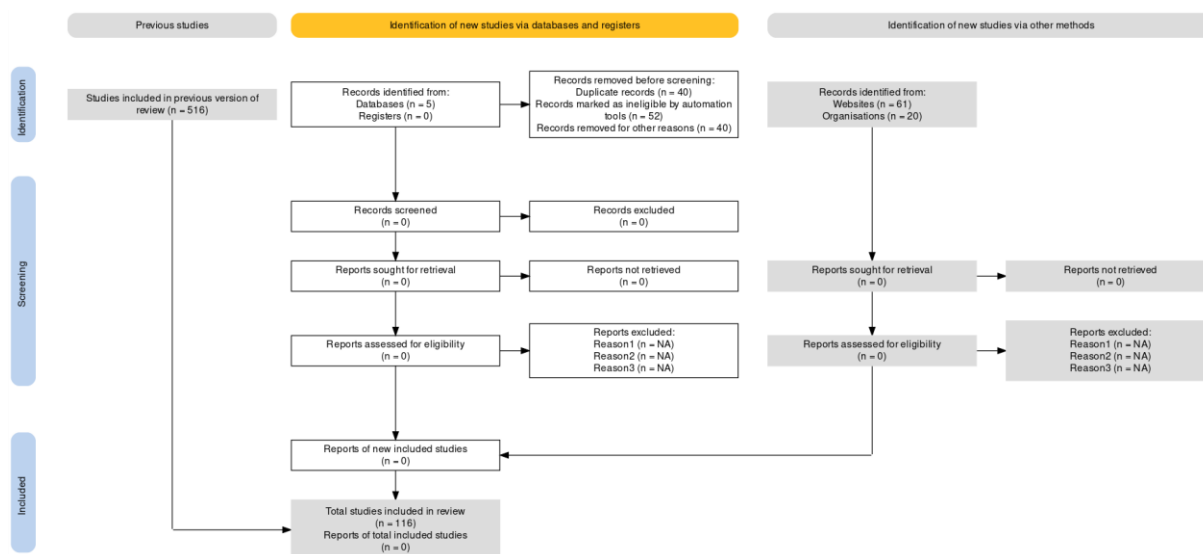 Previous studies
Identification of new studies via databases and registers
Identification of new studies via other methods
Identification
Studies included in previous version of
review (n = 516)
Records identified from:
Databases (n = 5)
Registers (n = 0)
Records removed before screening:
Duplicate records (n = 40)
Records marked as ineligible by automation
tools (n = 52)
Records removed for other reasons (n = 40)
Records identified from:
Websites (n = 61)
Organisations (n = 20)
Screening
Records screened
(n = 0)
Records excluded
(n = 0)
Reports sought for retrieval
(n = 0)
Reports not retrieved
(n = 0)
Reports sought for retrieval
(n = 0)
Reports not retrieved
(n = 0)
Reports assessed for eligibility
(n = 0)
Reports excluded:
Reason1 (n = NA)
Reason2 (n = NA)
Reason3 (n = NA)
Reports assessed for eligibility
(n = 0)
Reports excluded:
Reason1 (n = NA)
Reason2 (n = NA)
Reason3 (n = NA)
Included
Reports of new included studies
(n = 0)
Total studies included in review
(n = 116)
Reports of total included studies
(n = 0)